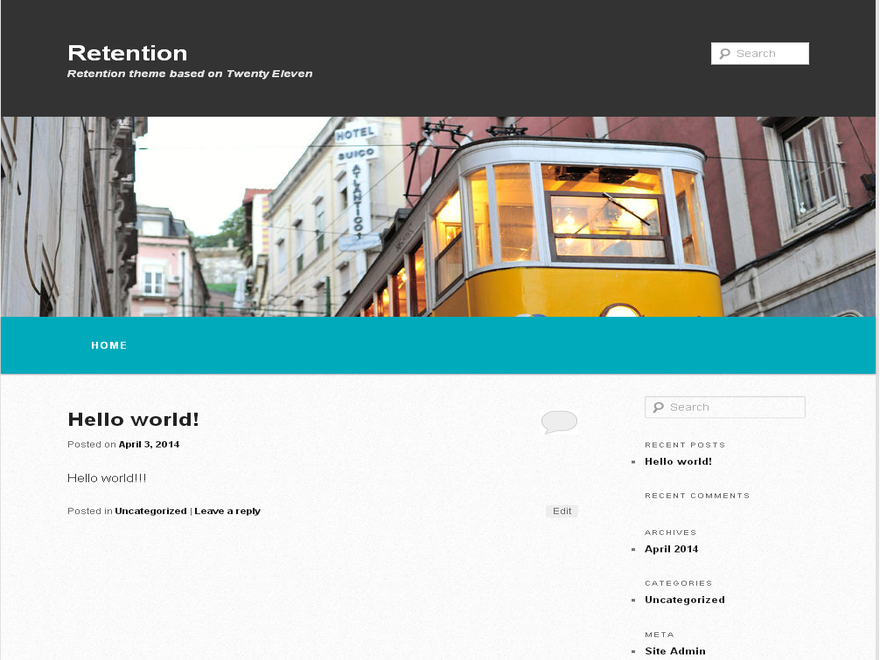 Retention
Retention theme based on Twenty Eleven
Search
HOTEL
SUICO
ATLANTICO
HOME
Hello world!
Posted on April 3, 2014
Hello world!!!
Posted in Uncategorized | Leave a reply
Edit
Search
RECENT POSTS
Hello world!
RECENT COMMENTS
ARCHIVES
April 2014
CATEGORIES
Uncategorized
META
Site Admin